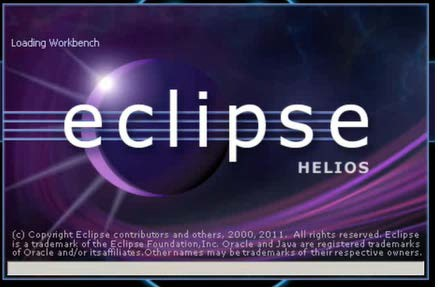 Loading Workbench
eclipse
HELIOS
(c) Copyright Eclipse contributors and others, 2000, 2011.  All rights reserved. Eclipse
is a trademark of the Eclipse Foundation,Inc. Oracle and Java are registered trademarks
of Oracle and/or itsaffiliates.Other names may be trademarks of their respective owners.